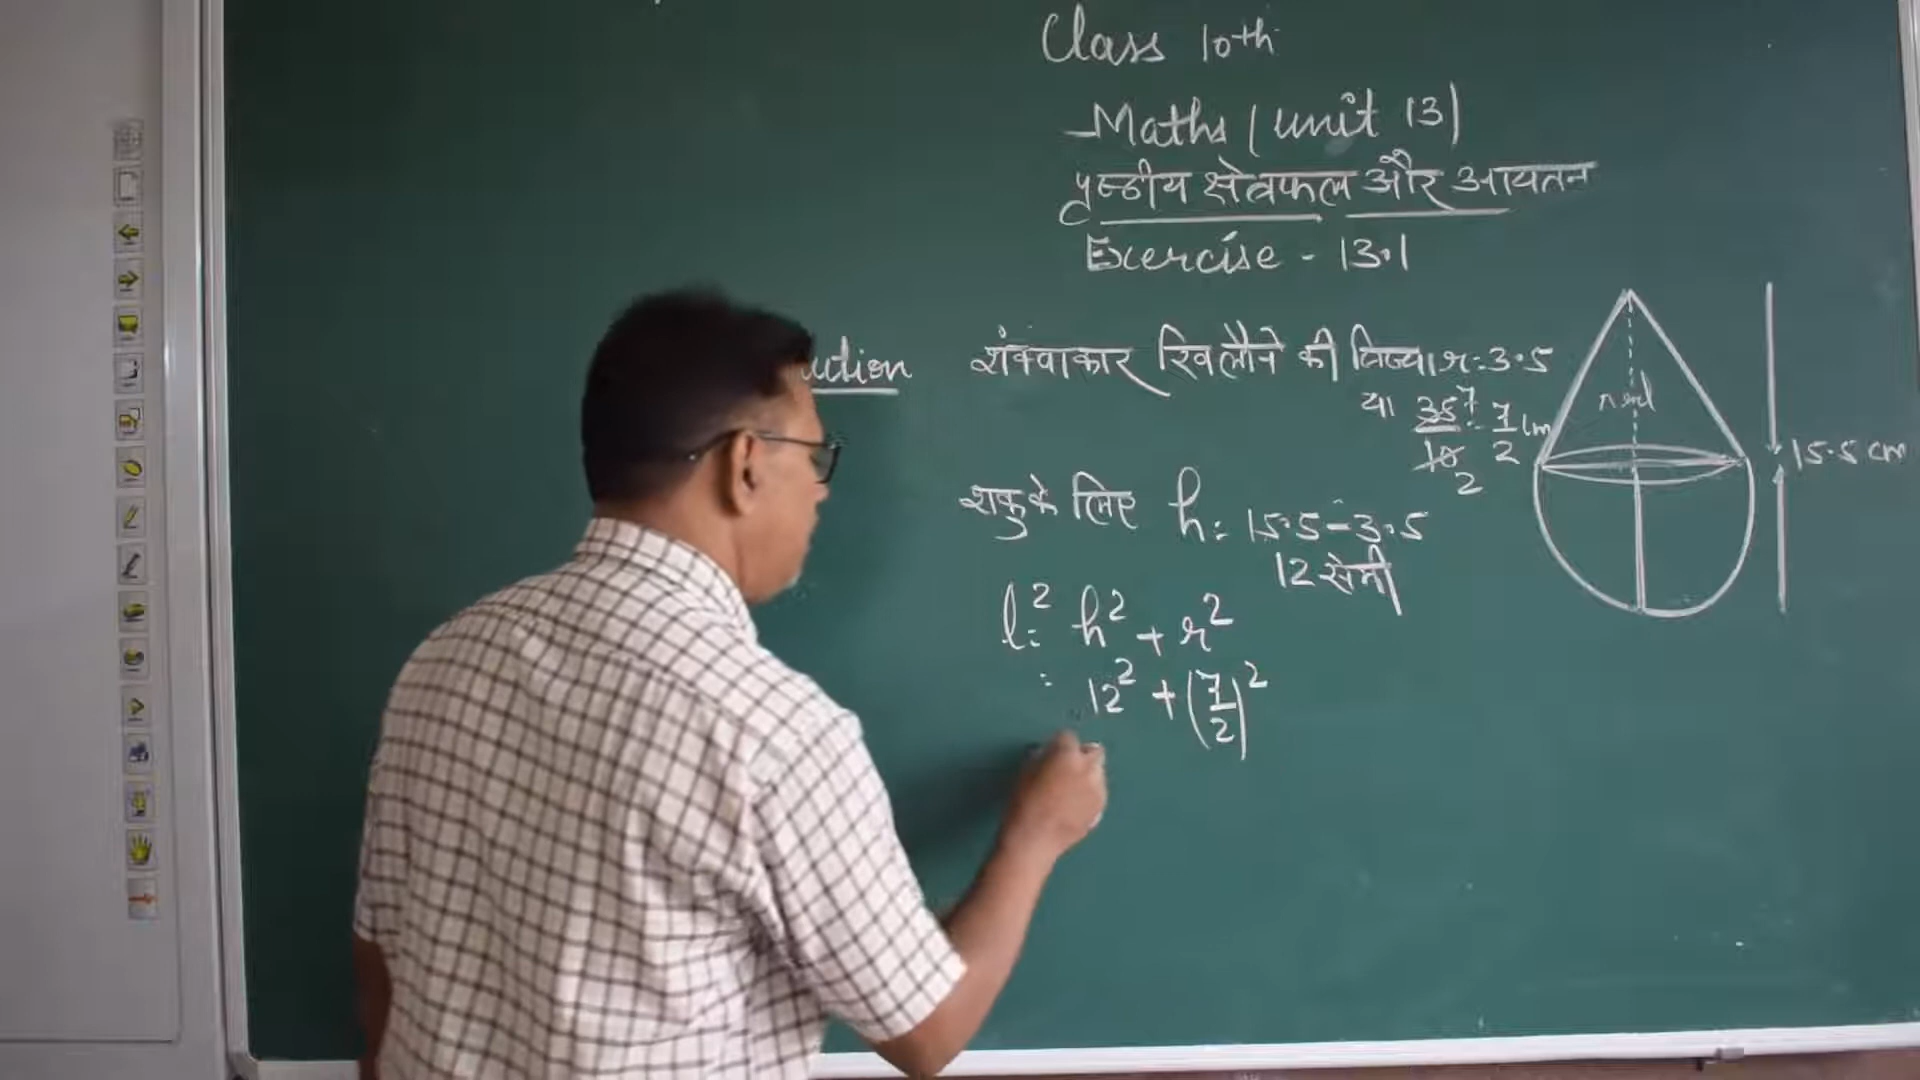 Class 10th
Maths (unit 13)
पृष्ठीय क्षेत्रफल और आयतन
Exercise - 13.1
शंक्वाकार खिलौने की त्रिज्या r = 3.5
या 35/10 = 7/2 cm
7
2
15.5 cm
शंकु के लिए h = 15.5 - 3.5
12 सेमी
l² = h² + r²
= 12² + (7/2)²